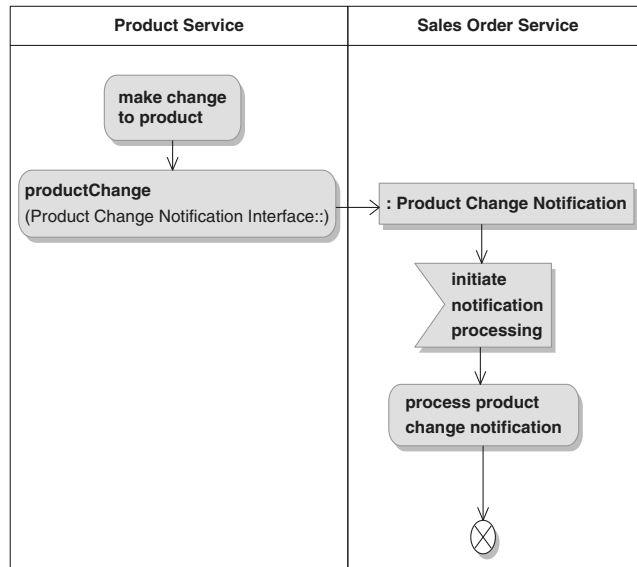 Product Service
Sales Order Service
make change
to product
productChange
(Product Change Notification Interface::)
: Product Change Notification
initiate
notification
processing
process product
change notification